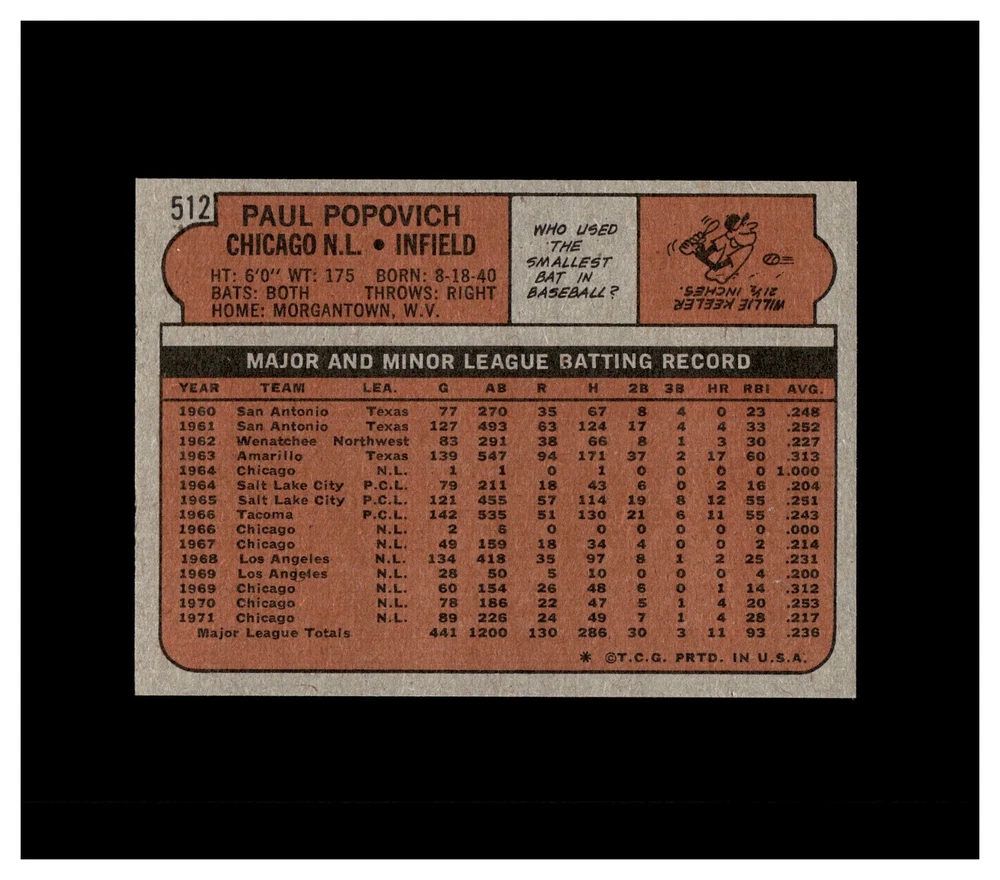 512
PAUL POPOVICH
CHICAGO N.L. • INFIELD
HT: 6'0" WT: 175 BORN: 8-18-40
BATS: BOTH THROWS: RIGHT
HOME: MORGANTOWN, W.V.
WHO USED
THE
SMALLEST
BAT IN
BASEBALL?
WILLIE KEELER
21½ INCHES.
MAJOR AND MINOR LEAGUE BATTING RECORD
YEAR TEAM LEA. G AB R H 2B 3B HR RBI AVG.
1960 San Antonio Texas 77 270 35 67 8 4 0 23 .248
1961 San Antonio Texas 127 493 63 124 17 4 4 33 .252
1962 Wenatchee Northwest 83 291 38 66 8 1 3 30 .227
1963 Amarillo Texas 139 547 94 171 37 2 17 60 .313
1964 Chicago N.L. 1 1 0 1 0 0 0 0 1.000
1964 Salt Lake City P.C.L. 79 211 18 43 6 0 2 16 .204
1965 Salt Lake City P.C.L. 121 455 57 114 19 8 12 55 .251
1966 Tacoma P.C.L. 142 535 51 130 21 6 11 55 .243
1966 Chicago N.L. 2 6 0 0 0 0 0 0 .000
1967 Chicago N.L. 49 159 18 34 4 0 0 2 .214
1968 Los Angeles N.L. 134 418 35 97 8 1 2 25 .231
1969 Los Angeles N.L. 28 50 5 10 0 0 0 4 .200
1969 Chicago N.L. 60 154 26 48 6 0 1 14 .312
1970 Chicago N.L. 78 186 22 47 5 1 4 20 .253
1971 Chicago N.L. 89 226 24 49 7 1 4 28 .217
Major League Totals 441 1200 130 286 30 3 11 93 .236
* ©T.C.G. PRTD. IN U.S.A.